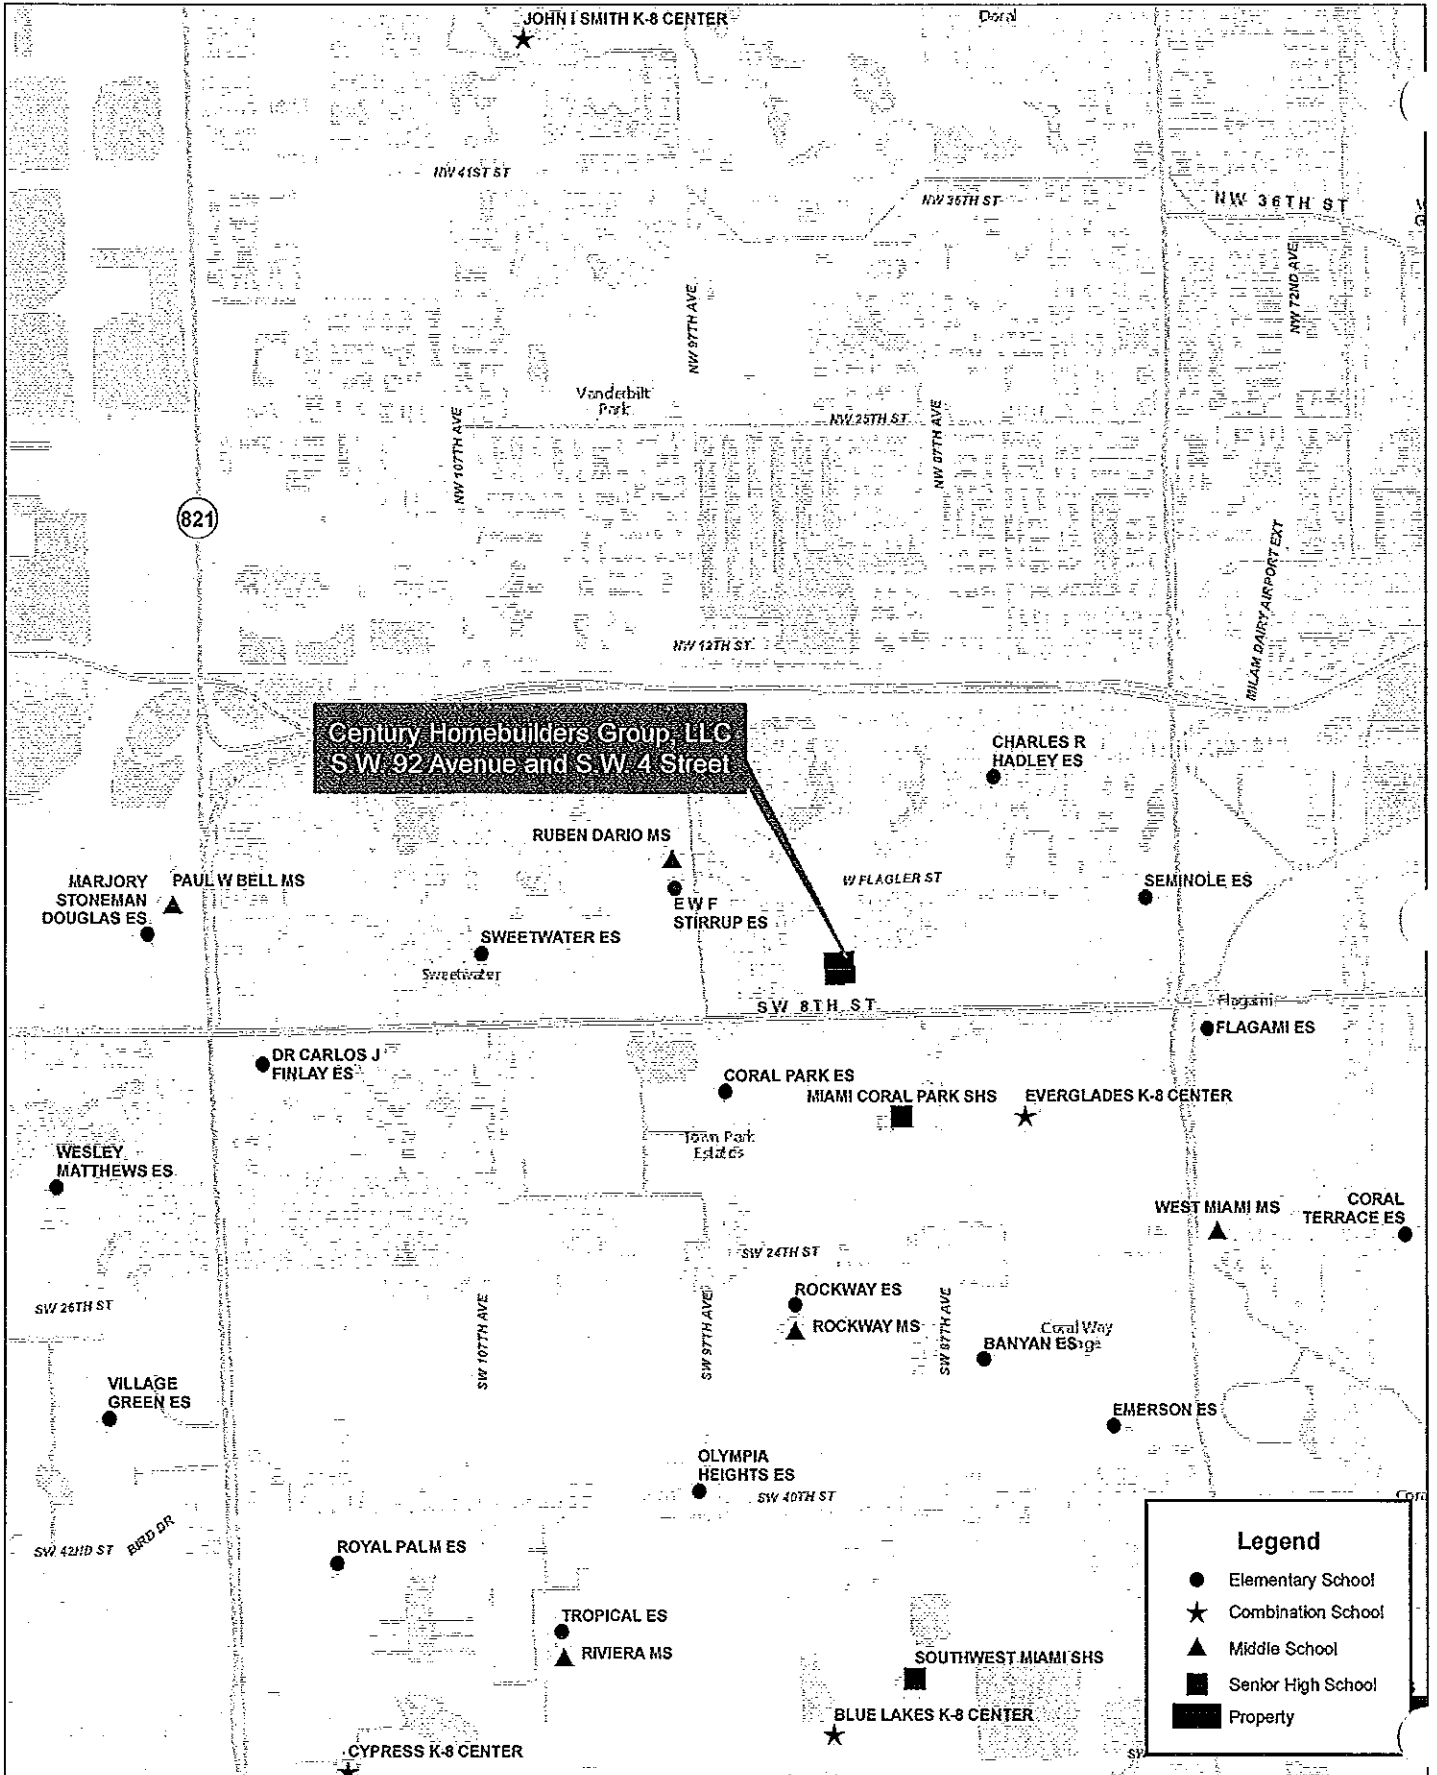 JOHN I SMITH K-8 CENTER
Doral
NW 41ST ST
NW 36TH ST
NW 72ND AVE
NW 97TH AVE
Vanderbilt
Park
NW 25TH ST
NW 107TH AVE
NW 87TH AVE
821
MILAM DAIRY AIRPORT EXT
NW 12TH ST
Century Homebuilders Group, LLC
S.W. 92 Avenue and S.W. 4 Street
CHARLES R
HADLEY ES
RUBEN DARIO MS
W FLAGLER ST
SEMINOLE ES
MARJORY
STONEMAN
DOUGLAS ES
PAUL W BELL MS
E W F
STIRRUP ES
SWEETWATER ES
Sweetwater
SW 8TH ST
Flagami
FLAGAMI ES
DR CARLOS J
FINLAY ES
CORAL PARK ES
MIAMI CORAL PARK SHS
EVERGLADES K-8 CENTER
Town Park
Estates
WESLEY
MATTHEWS ES
WEST MIAMI MS
CORAL
TERRACE ES
SW 24TH ST
ROCKWAY ES
ROCKWAY MS
SW 26TH ST
SW 107TH AVE
SW 97TH AVE
SW 87TH AVE
Coral Way
BANYAN ES
VILLAGE
GREEN ES
EMERSON ES
OLYMPIA
HEIGHTS ES
SW 40TH ST
SW 42ND ST
BIRD DR
ROYAL PALM ES
TROPICAL ES
RIVIERA MS
SOUTHWEST MIAMI SHS
BLUE LAKES K-8 CENTER
CYPRESS K-8 CENTER
SW
Legend
Elementary School
Combination School
Middle School
Senior High School
Property